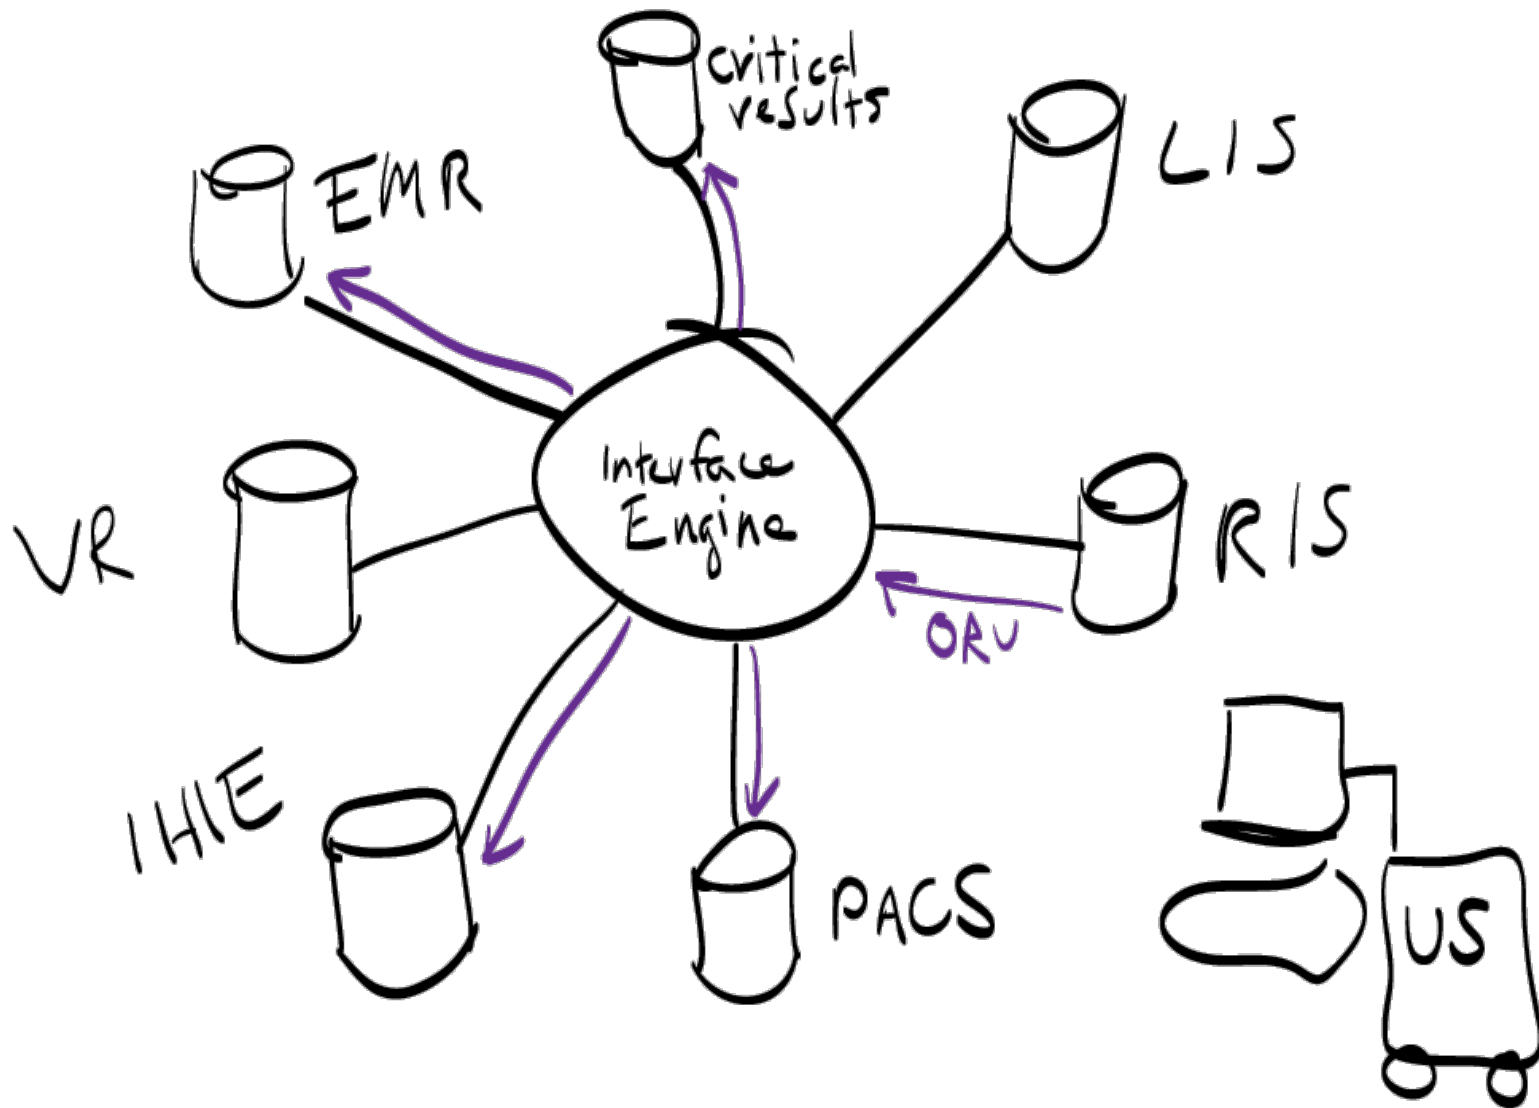 critical
results
LIS
EMR
Interface
Engine
VR
RIS
ORU
IHIE
PACS
US